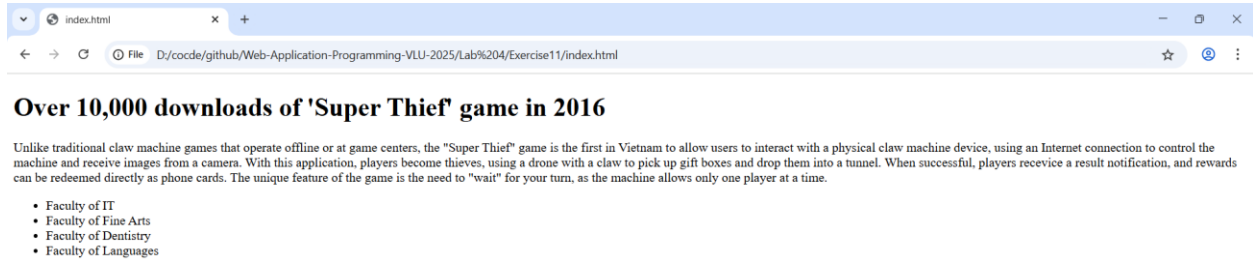 index.html
File D:/cocde/github/Web-Application-Programming-VLU-2025/Lab%204/Exercise11/index.html
Over 10,000 downloads of 'Super Thief' game in 2016
Unlike traditional claw machine games that operate offline or at game centers, the "Super Thief" game is the first in Vietnam to allow users to interact with a physical claw machine device, using an Internet connection to control the
machine and receive images from a camera. With this application, players become thieves, using a drone with a claw to pick up gift boxes and drop them into a tunnel. When successful, players recevice a result notification, and rewards
can be redeemed directly as phone cards. The unique feature of the game is the need to "wait" for your turn, as the machine allows only one player at a time.
• Faculty of IT
• Faculty of Fine Arts
• Faculty of Dentistry
• Faculty of Languages